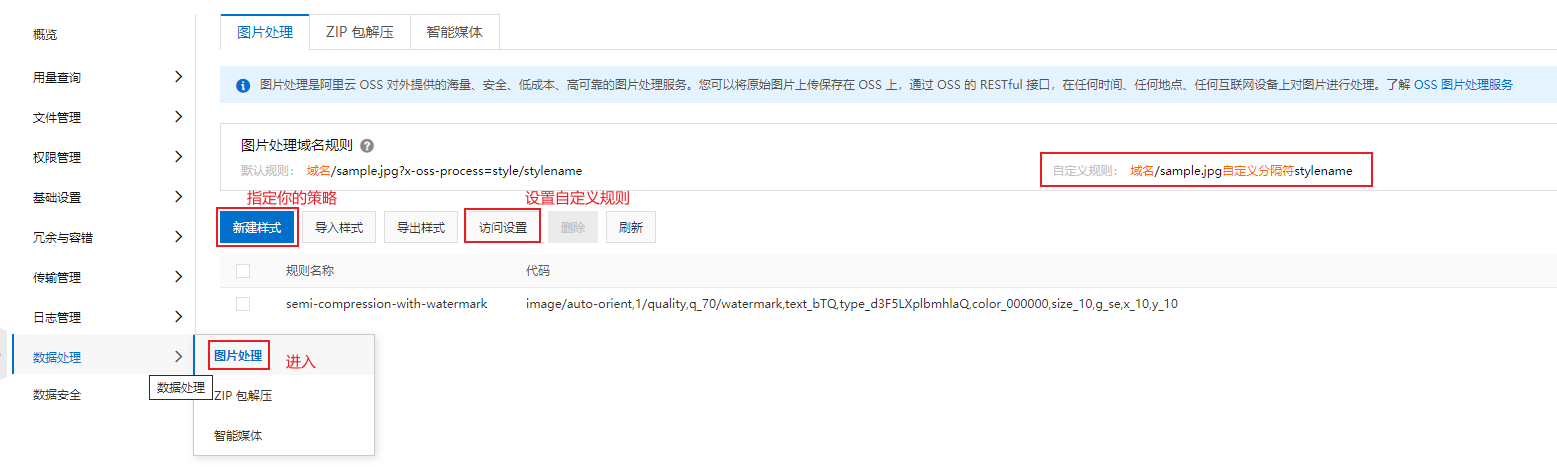 概览
用量查询
文件管理
权限管理
基础设置
冗余与容错
传输管理
日志管理
数据处理
数据安全
数据处理
图片处理 进入
ZIP 包解压
智能媒体
图片处理 ZIP 包解压 智能媒体
图片处理是阿里云 OSS 对外提供的海量、安全、低成本、高可靠的图片处理服务。您可以将原始图片上传保存在 OSS 上，通过 OSS 的 RESTful 接口，在任何时间、任何地点、任何互联网设备上对图片进行处理。了解 OSS 图片处理服务
图片处理域名规则 ?
默认规则： 域名/sample.jpg?x-oss-process=style/stylename 自定义规则： 域名/sample.jpg自定义分隔符stylename
指定你的策略 设置自定义规则
新建样式 导入样式 导出样式 访问设置 删除 刷新
规则名称 代码
semi-compression-with-watermark image/auto-orient,1/quality,q_70/watermark,text_bTQ,type_d3F5LXplbmhlaQ,color_000000,size_10,g_se,x_10,y_10